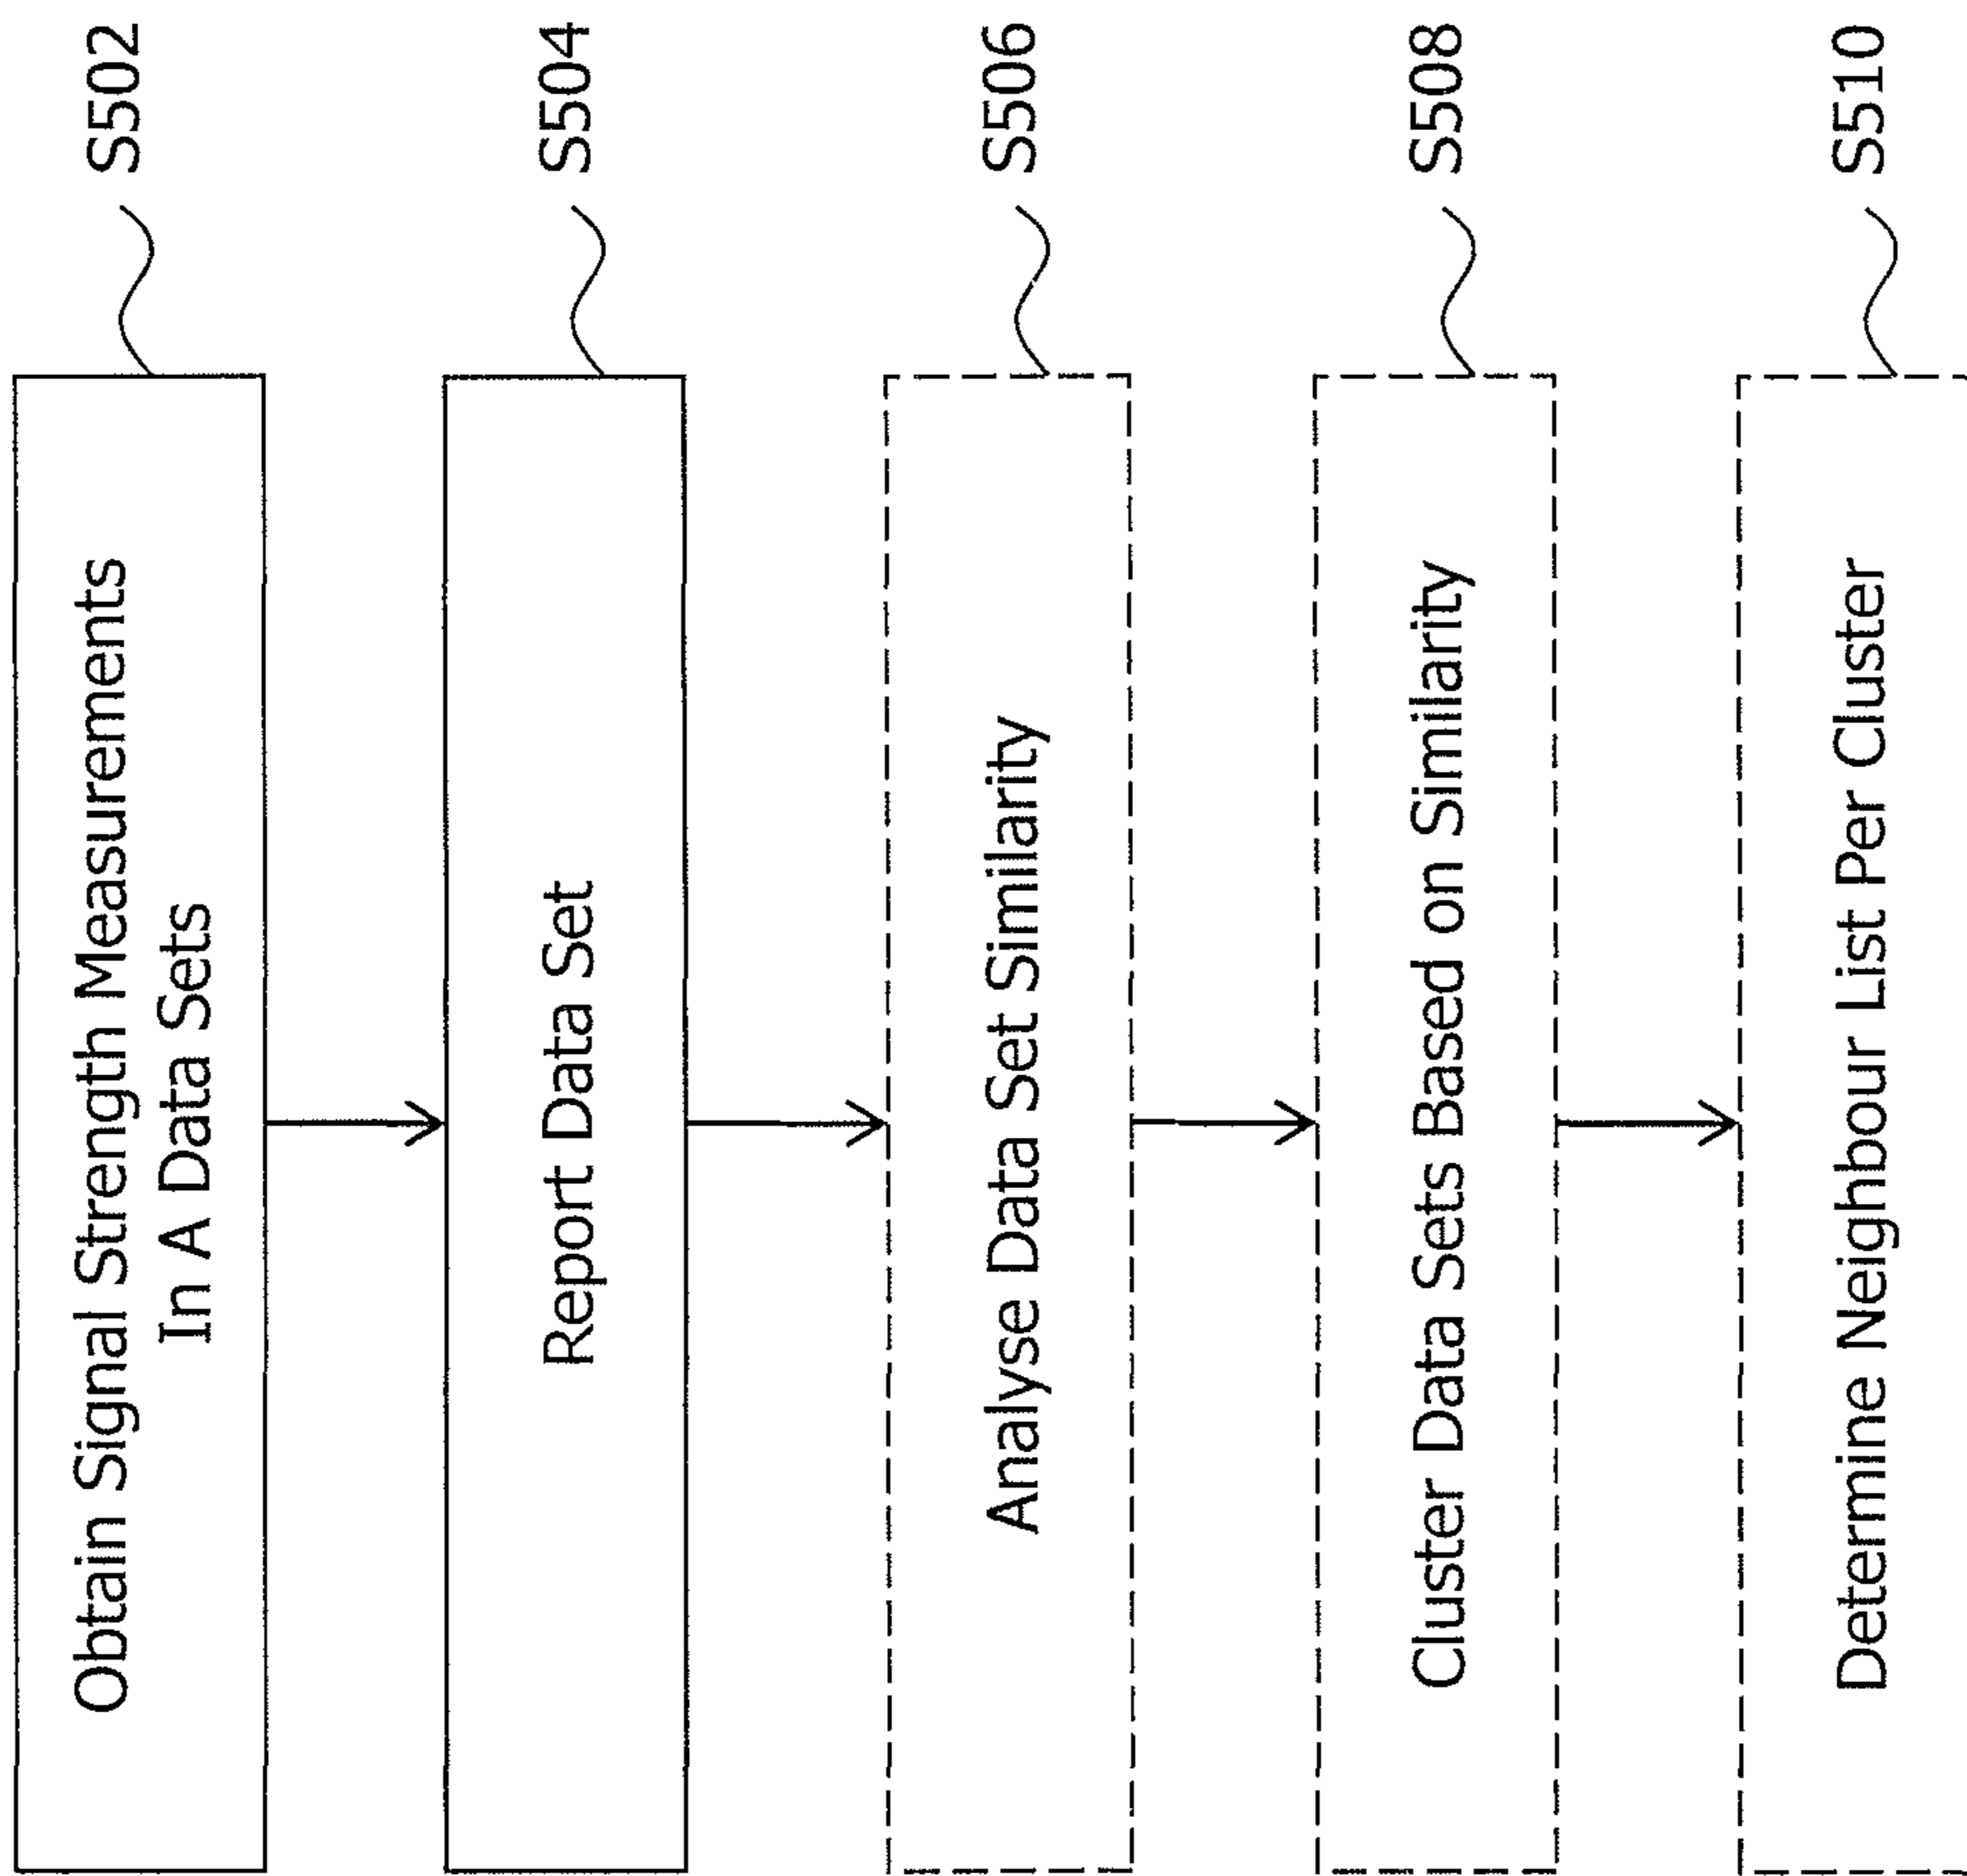 Obtain Signal Strength Measurements
In A Data Sets
S502
Report Data Set
S504
Analyse Data Set Similarity
S506
Cluster Data Sets Based on Similarity
S508
Determine Neighbour List Per Cluster
S510